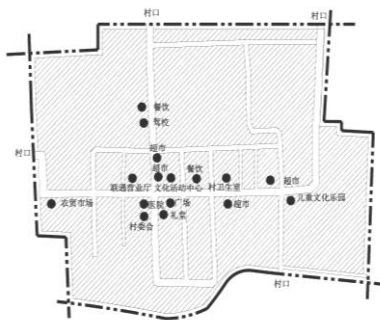 村口
村口
餐饮
驾校
超市
村口
超市
餐饮
超市
联通营业厅 文化活动中心 村卫生室
农贸市场
医院
广场
超市
儿童文化乐园
礼堂
村委会
村口